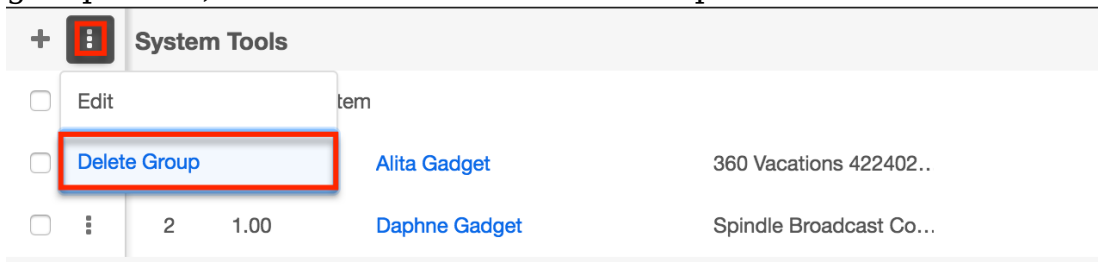 System Tools
Edit tem
Delete Group Alita Gadget 360 Vacations 422402..
2 1.00 Daphne Gadget Spindle Broadcast Co...